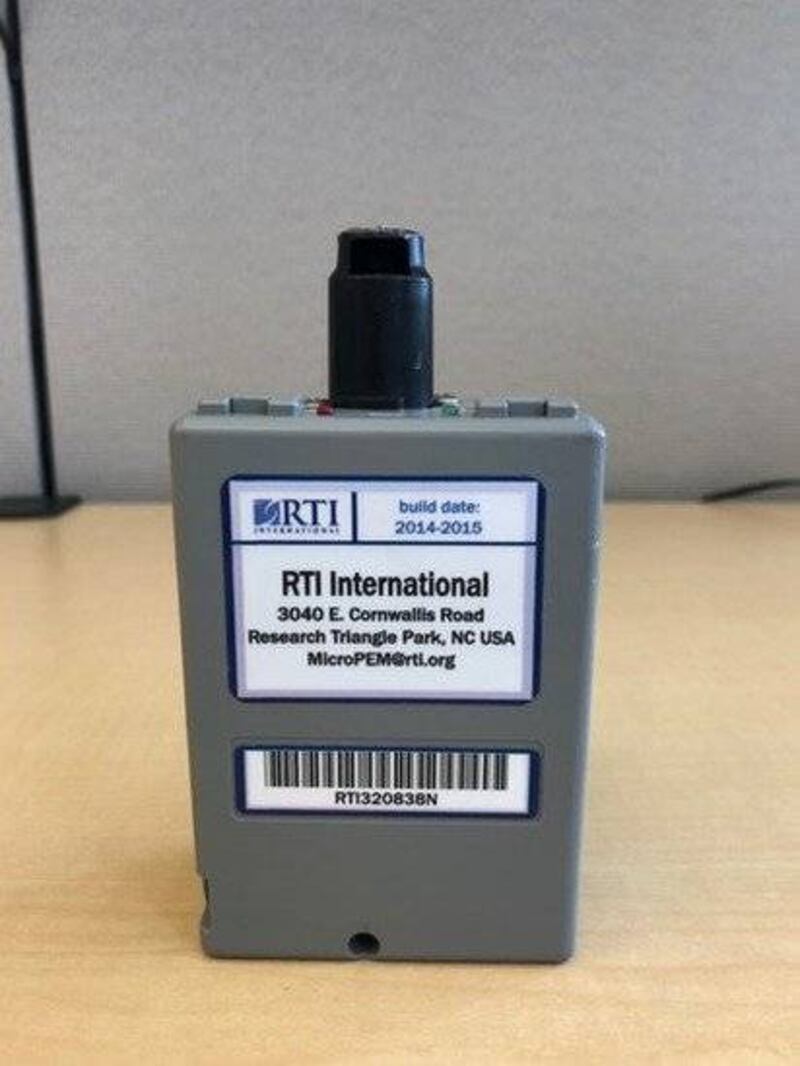 RTI
INTERNATIONAL
build date:
2014-2015
RTI International
3040 E. Cornwallis Road
Research Triangle Park, NC USA
MicroPEM@rti.org
RTI320838N